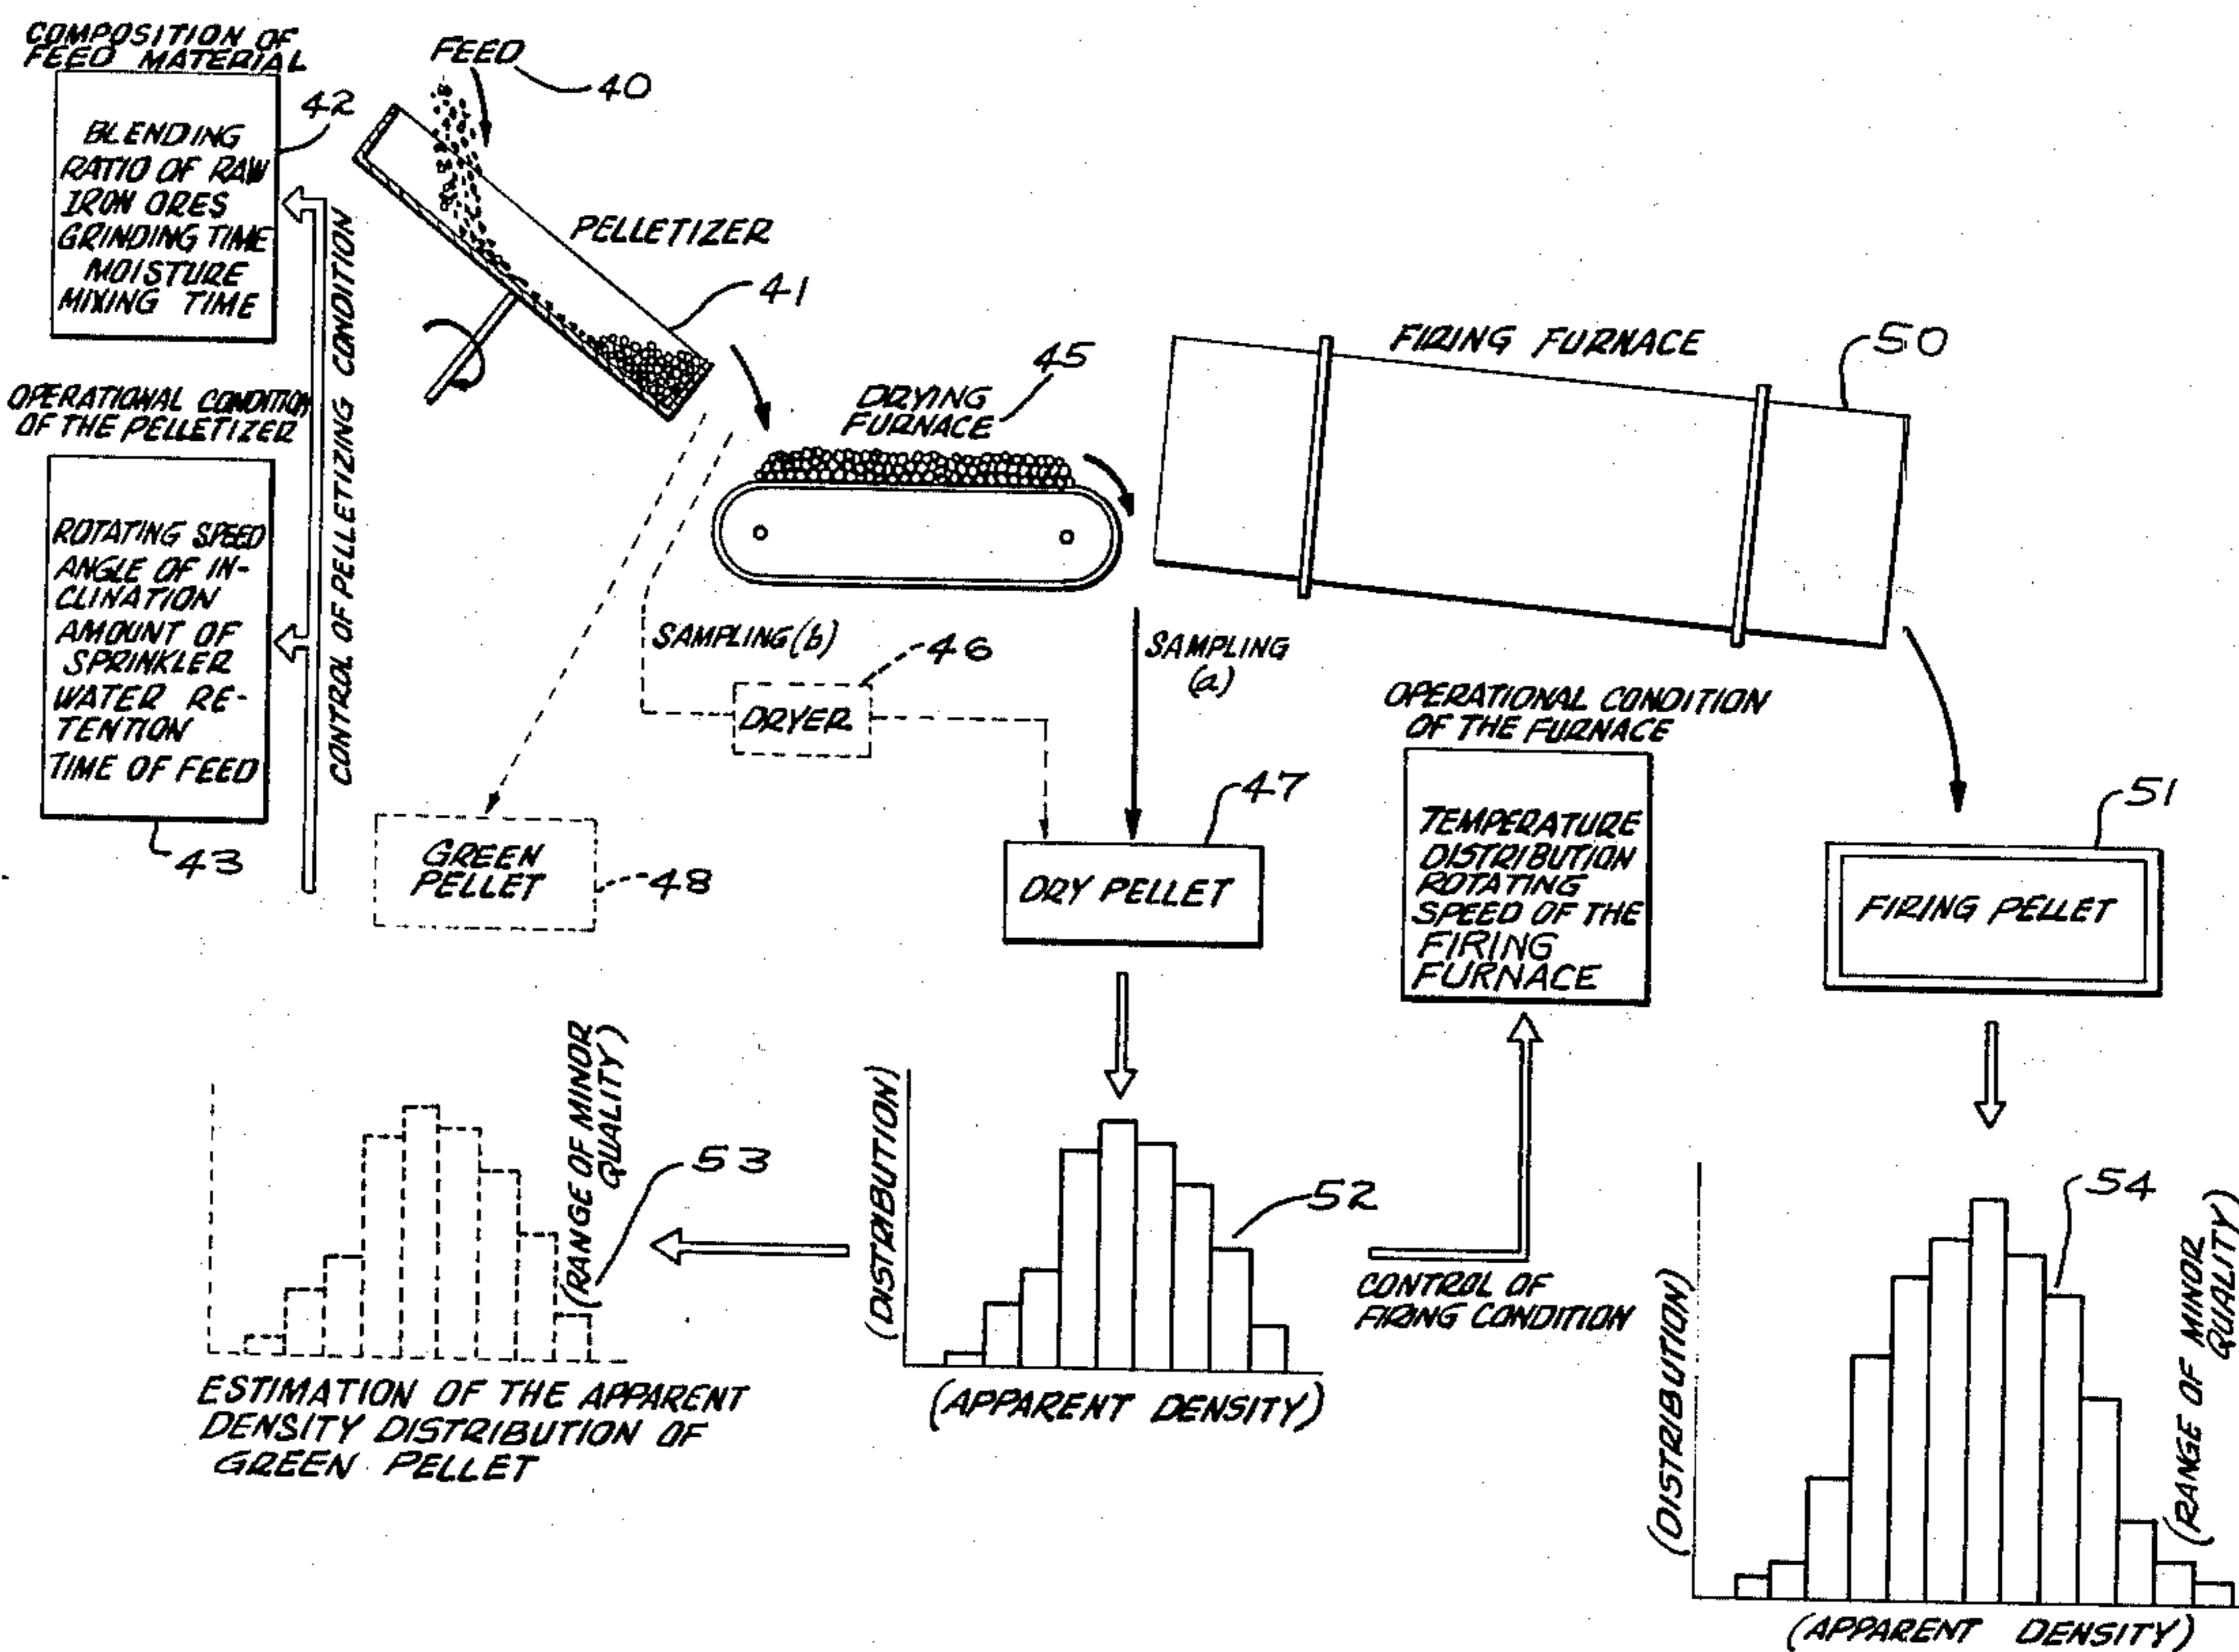 COMPOSITION OF
FEED MATERIAL
42
BLENDING
RATIO OF RAW
IRON ORES
GRINDING TIME
MOISTURE
MIXING TIME
OPERATIONAL CONDITION
OF THE PELLETIZER
ROTATING SPEED
ANGLE OF IN-
CLINATION
AMOUNT OF
SPRINKLER
WATER RE-
TENTION
TIME OF FEED
43
CONTROL OF PELLETIZING CONDITION
FEED
40
PELLETIZER
41
DRYING
FURNACE
45
FIRING FURNACE
50
SAMPLING (b)
46
DRYER
SAMPLING
(a)
GREEN
PELLET
48
47
DRY PELLET
OPERATIONAL CONDITION
OF THE FURNACE
TEMPERATURE
DISTRIBUTION
ROTATING
SPEED OF THE
FIRING
FURNACE
51
FIRING PELLET
(RANGE OF MINOR
QUALITY)
53
ESTIMATION OF THE APPARENT
DENSITY DISTRIBUTION OF
GREEN PELLET
(DISTRIBUTION)
52
(APPARENT DENSITY)
CONTROL OF
FIRING CONDITION
(DISTRIBUTION)
54
(RANGE OF MINOR
QUALITY)
(APPARENT DENSITY)